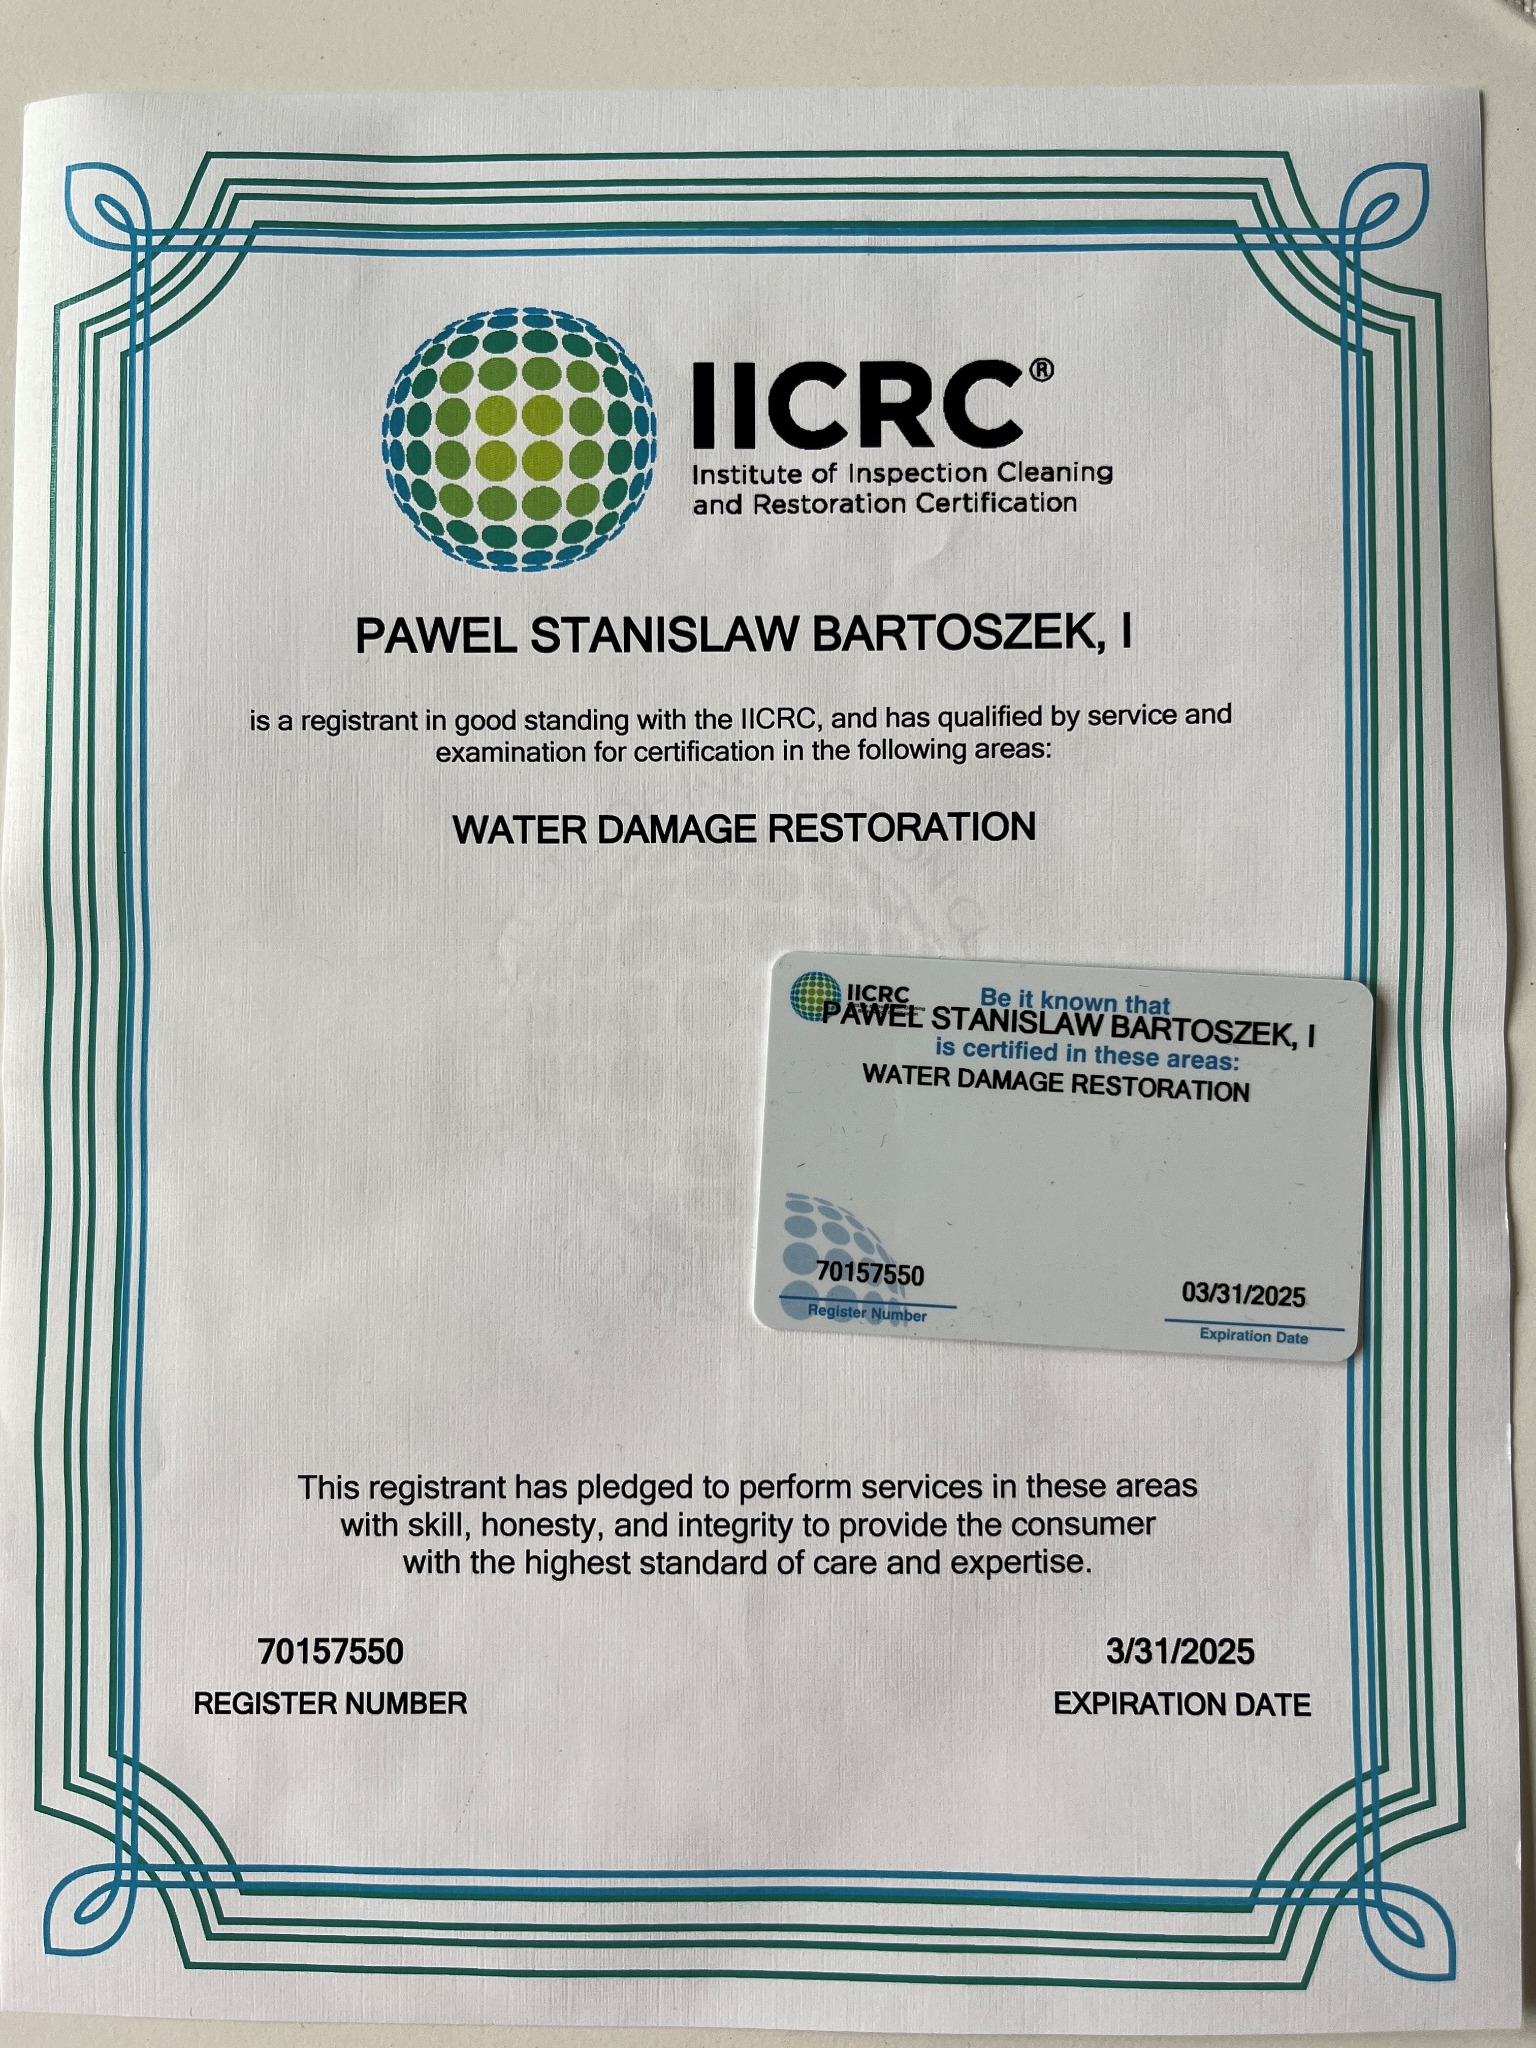 IICRC®
Institute of Inspection Cleaning
and Restoration Certification
PAWEL STANISLAW BARTOSZEK, I
is a registrant in good standing with the IICRC, and has qualified by service and
examination for certification in the following areas:
WATER DAMAGE RESTORATION
IICRC
Be it known that
PAWEL STANISLAW BARTOSZEK, I
is certified in these areas:
WATER DAMAGE RESTORATION
70157550
Register Number
03/31/2025
Expiration Date
This registrant has pledged to perform services in these areas
with skill, honesty, and integrity to provide the consumer
with the highest standard of care and expertise.
70157550
REGISTER NUMBER
3/31/2025
EXPIRATION DATE